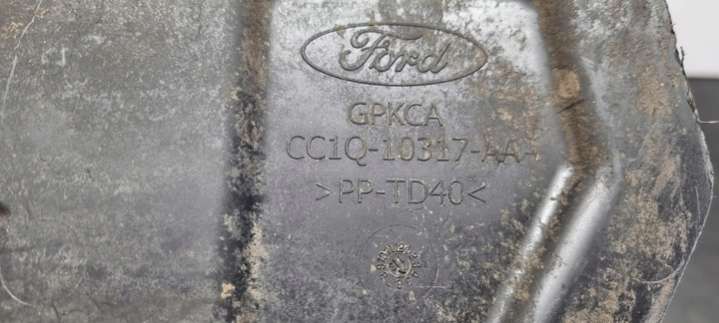 Ford
GPKCA
CC1Q-10317-AA
>PP-TD40<